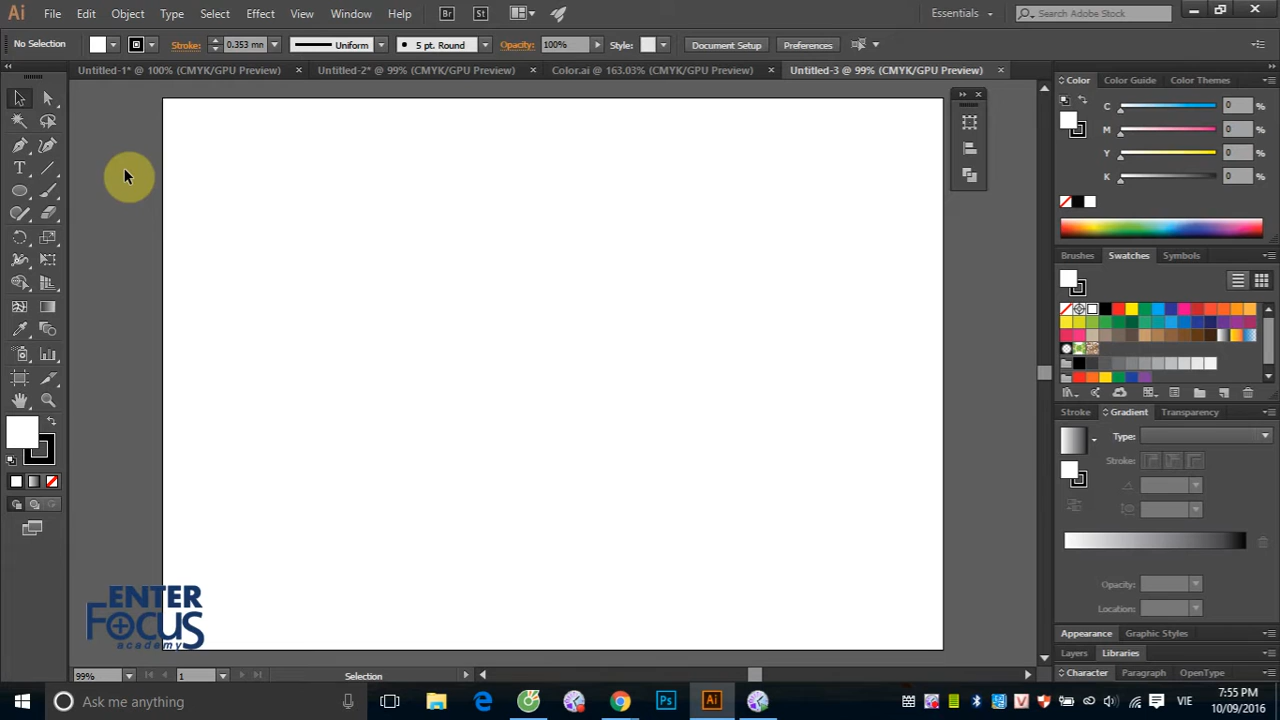 Ai File Edit Object Type Select Effect View Window Help Br St Essentials Search Adobe Stock
No Selection Stroke: 0.353 mn Uniform 5 pt. Round Opacity: 100% Style: Document Setup Preferences
Untitled-1* @ 100% (CMYK/GPU Preview) × Untitled-2* @ 99% (CMYK/GPU Preview) × Color.ai @ 163.03% (CMYK/GPU Preview) × Untitled-3 @ 99% (CMYK/GPU Preview) ×
Color Color Guide Color Themes
C 0 %
M 0 %
Y 0 %
K 0 %
Brushes Swatches Symbols
Stroke Gradient Transparency
Type:
Stroke:
Opacity:
Location:
Appearance Graphic Styles
Layers Libraries
Character Paragraph OpenType
ENTER
FOCUS
academy
99% 1 Selection
Ask me anything
Ps Ai
VIE
7:55 PM
10/09/2016